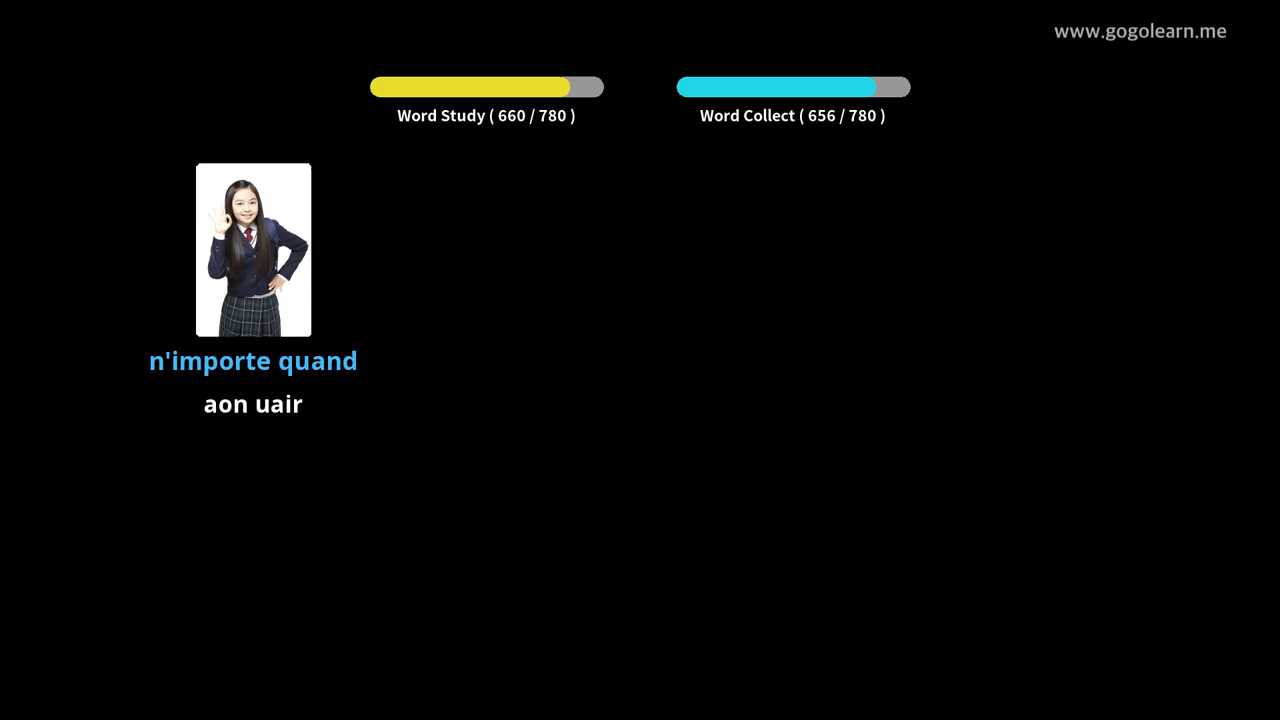 www.gogolearn.me
Word Study ( 660 / 780 )
Word Collect ( 656 / 780 )
n'importe quand
aon uair